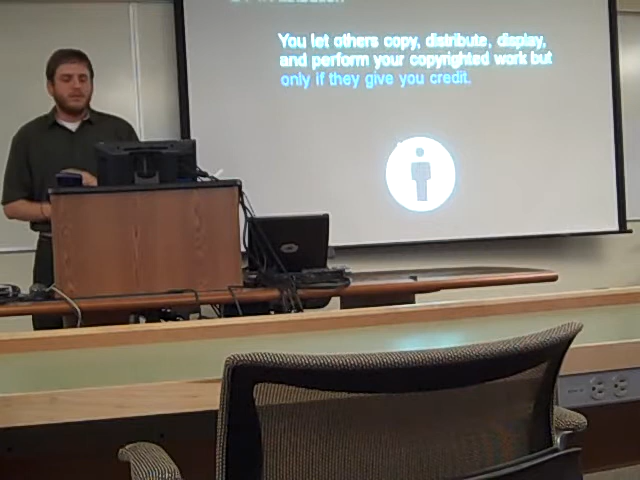 You let others copy, distribute, display,
and perform your copyrighted work but
only if they give you credit.